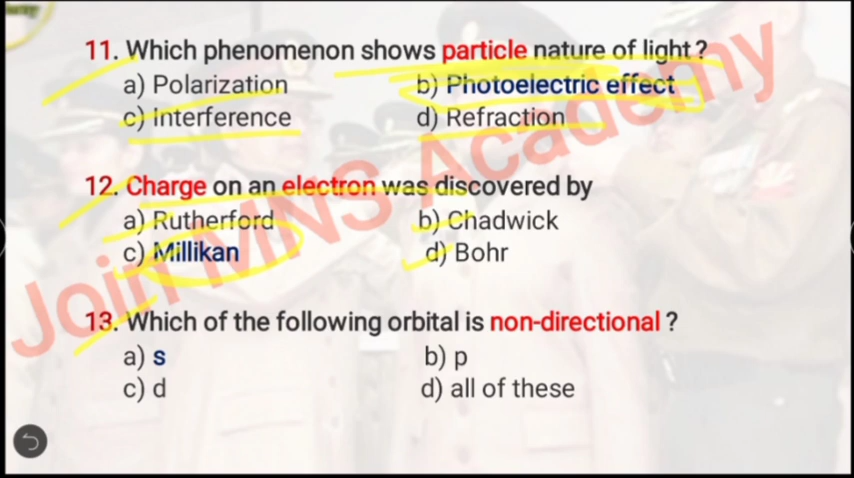 11. Which phenomenon shows particle nature of light ?
a) Polarization b) Photoelectric effect
c) Interference d) Refraction
12. Charge on an electron was discovered by
a) Rutherford b) Chadwick
c) Millikan d) Bohr
13. Which of the following orbital is non-directional ?
a) s b) p
c) d d) all of these
Join MNS Academy